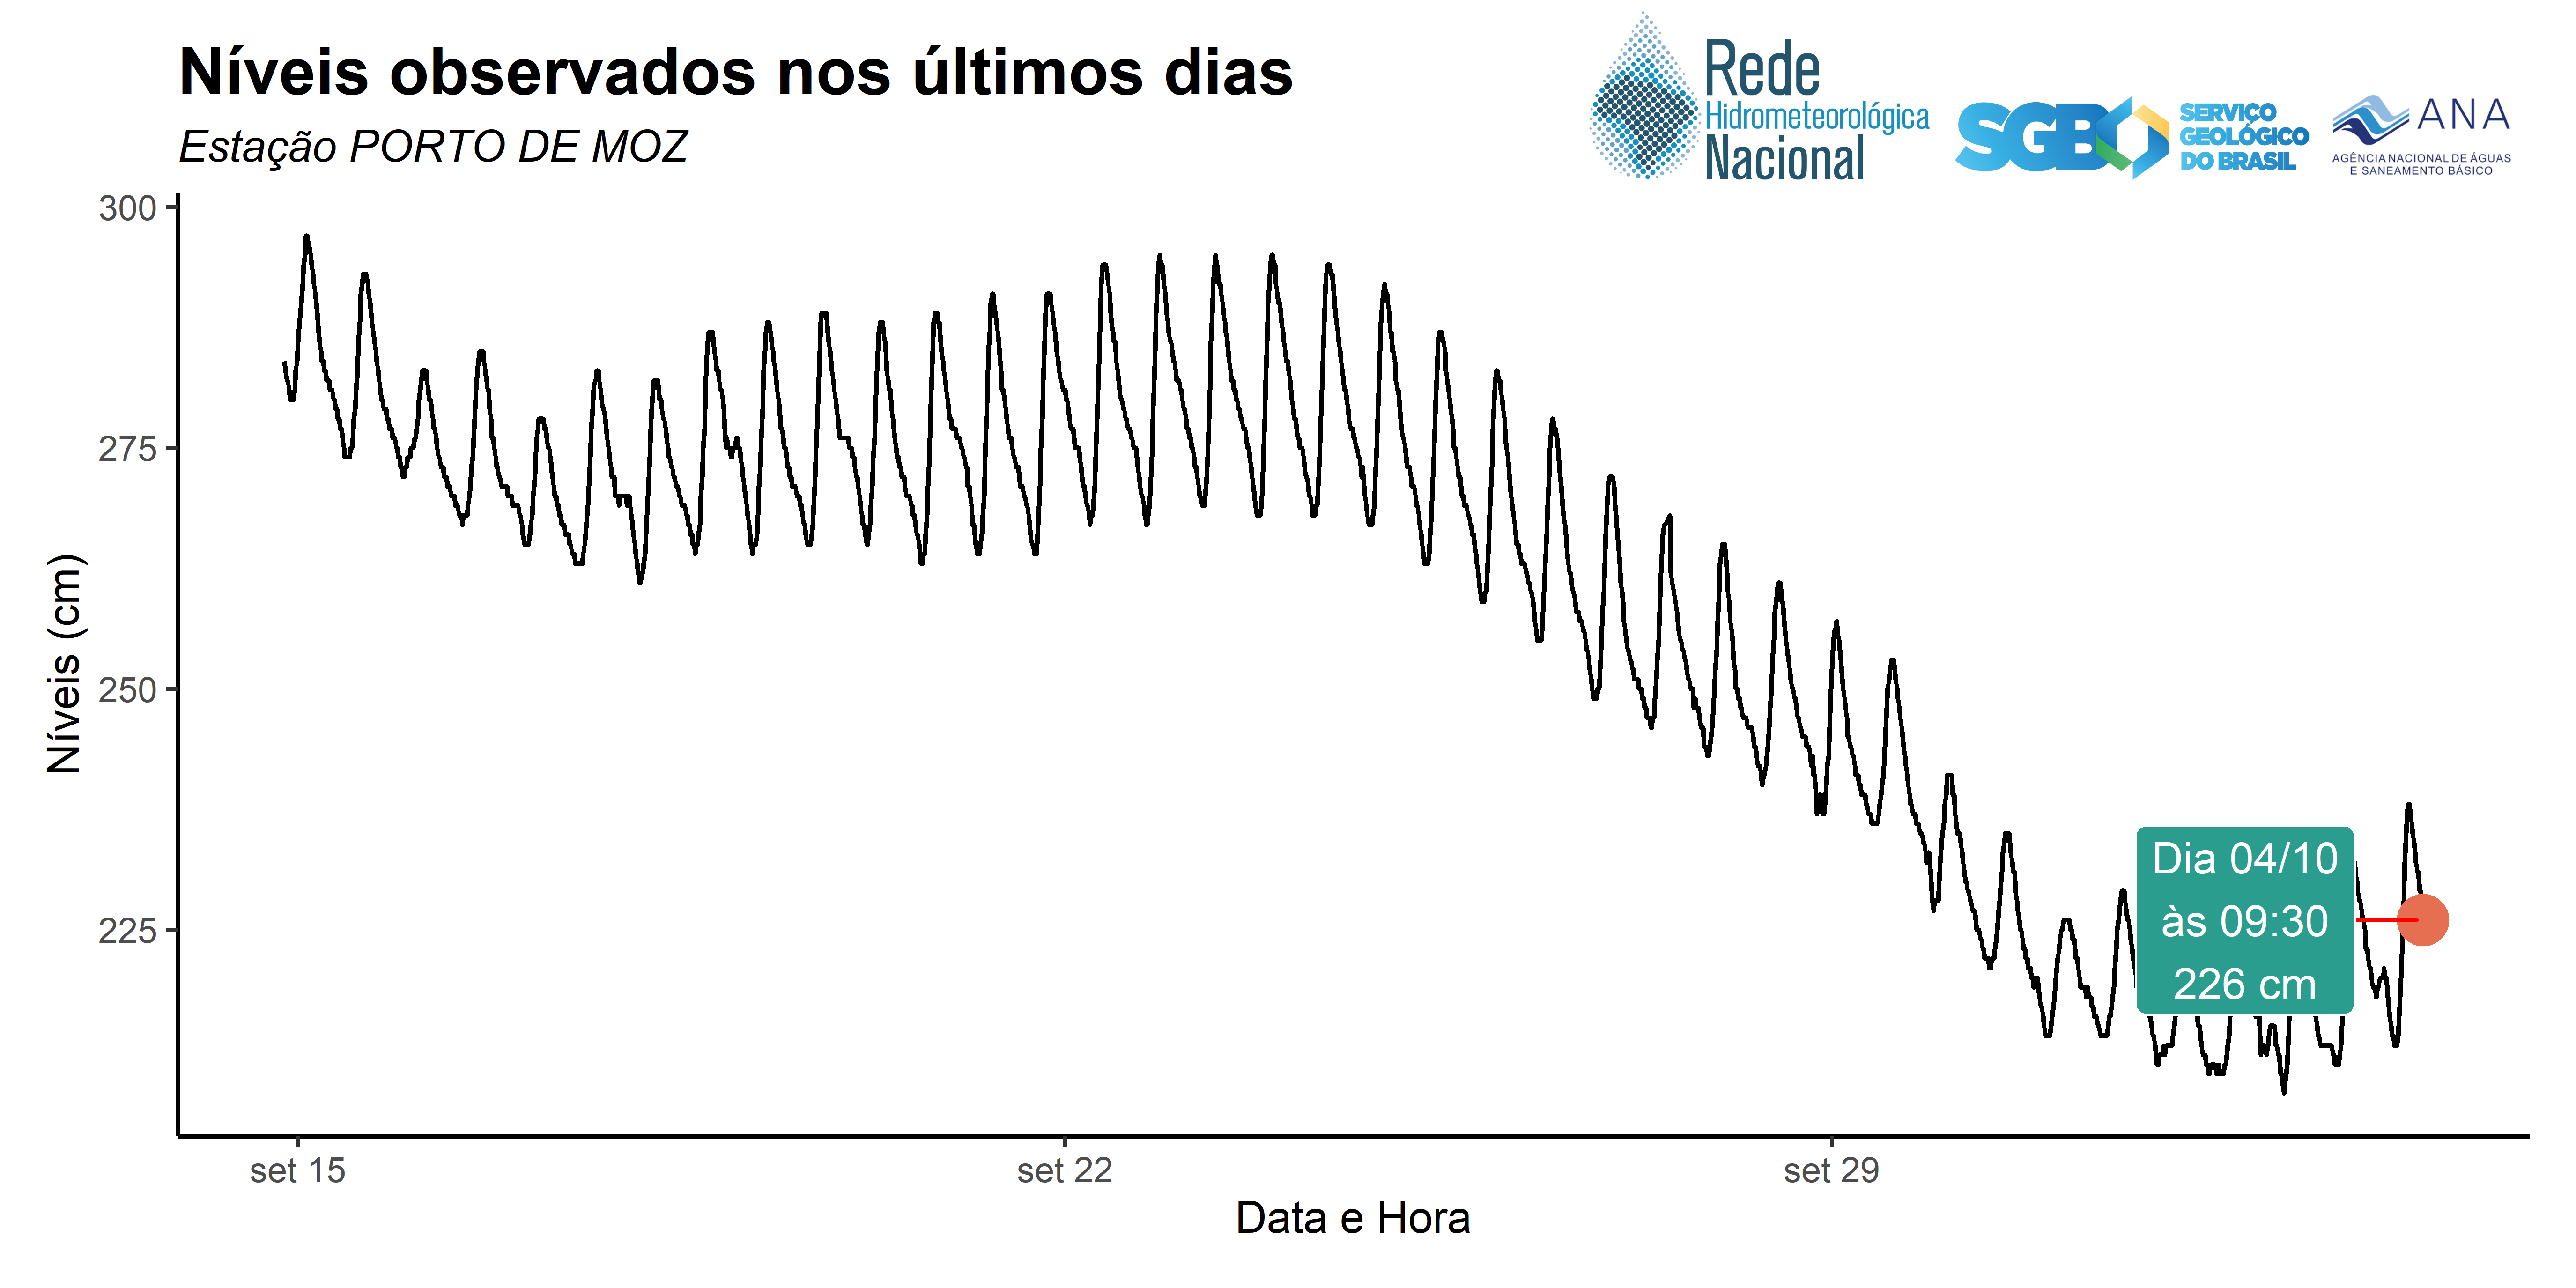 Níveis observados nos últimos dias
Estação PORTO DE MOZ
Rede
Hidrometeorológica
Nacional
SGB
SERVIÇO
GEOLÓGICO
DO BRASIL
ANA
AGÊNCIA NACIONAL DE ÁGUAS
E SANEAMENTO BÁSICO
300
275
250
225
Níveis (cm)
Dia 04/10
às 09:30
226 cm
set 15
set 22
set 29
Data e Hora